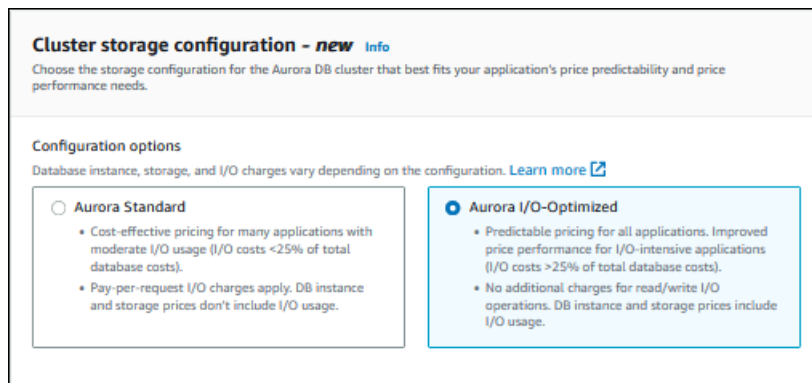 Cluster storage configuration - new Info
Choose the storage configuration for the Aurora DB cluster that best fits your application's price predictability and price
performance needs.
Configuration options
Database instance, storage, and I/O charges vary depending on the configuration. Learn more
Aurora Standard
• Cost-effective pricing for many applications with
moderate I/O usage (I/O costs <25% of total
database costs).
• Pay-per-request I/O charges apply. DB instance
and storage prices don't include I/O usage.
Aurora I/O-Optimized
• Predictable pricing for all applications. Improved
price performance for I/O-intensive applications
(I/O costs >25% of total database costs).
• No additional charges for read/write I/O
operations. DB instance and storage prices include
I/O usage.